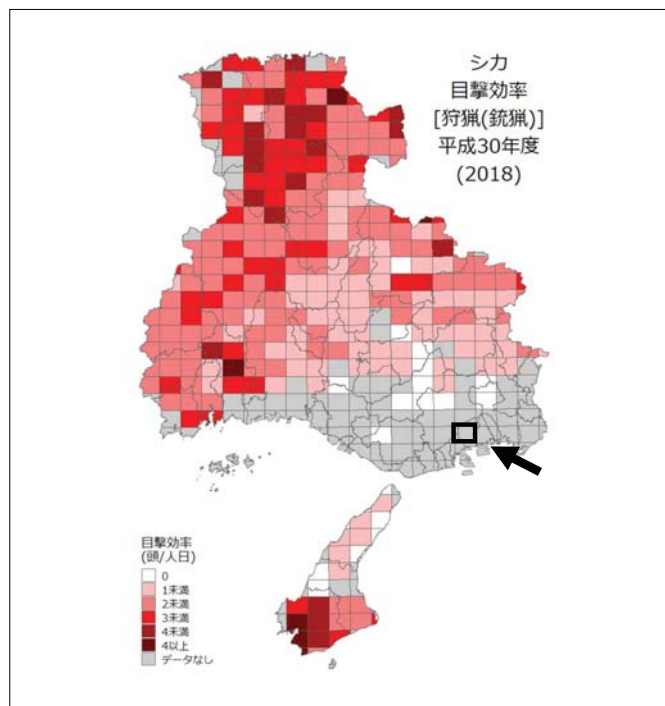 シカ
目撃効率
[狩猟(銃猟)]
平成30年度
(2018)
目撃効率
(頭/人日)
0
1未満
2未満
3未満
4未満
4以上
データなし